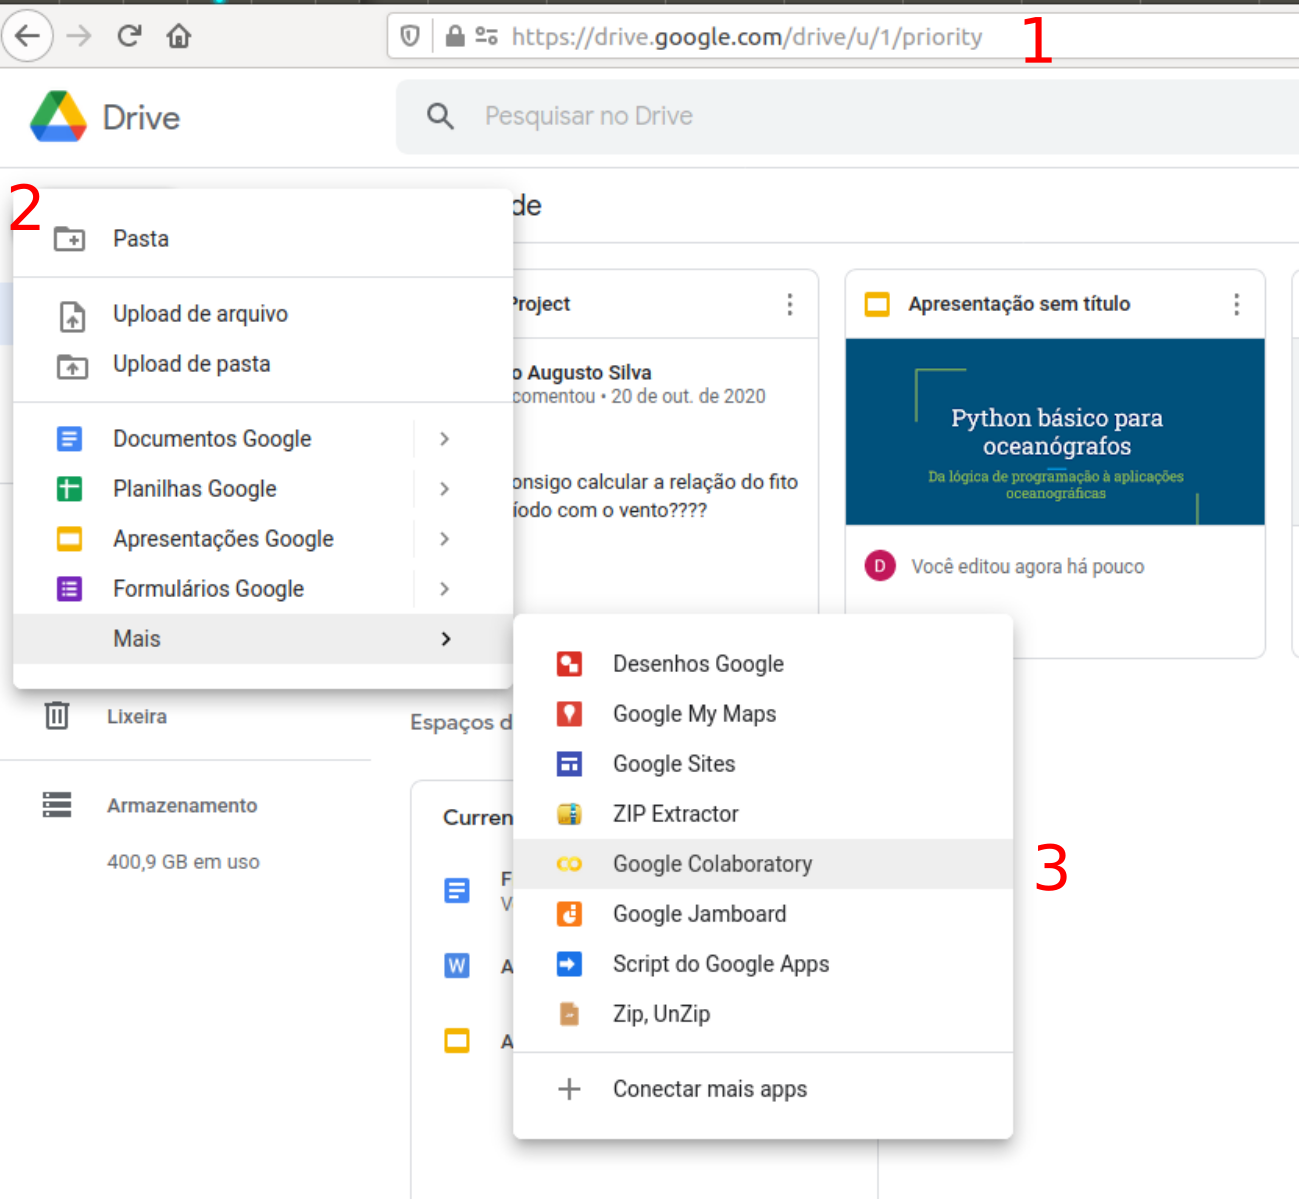 https://drive.google.com/drive/u/1/priority
1
Drive
Pesquisar no Drive
2
de
Pasta
Upload de arquivo
Upload de pasta
Documentos Google
Planilhas Google
Apresentações Google
Formulários Google
Mais
Project
o Augusto Silva
comentou • 20 de out. de 2020
onsigo calcular a relação do fito
íodo com o vento????
Apresentação sem título
Python básico para
oceanógrafos
Da lógica de programação à aplicações
oceanográficas
D
Você editou agora há pouco
Desenhos Google
Google My Maps
Google Sites
ZIP Extractor
Google Colaboratory
3
Google Jamboard
Script do Google Apps
Zip, UnZip
Conectar mais apps
Lixeira
Armazenamento
400,9 GB em uso
Espaços d
Curren
F
V
W
A
A